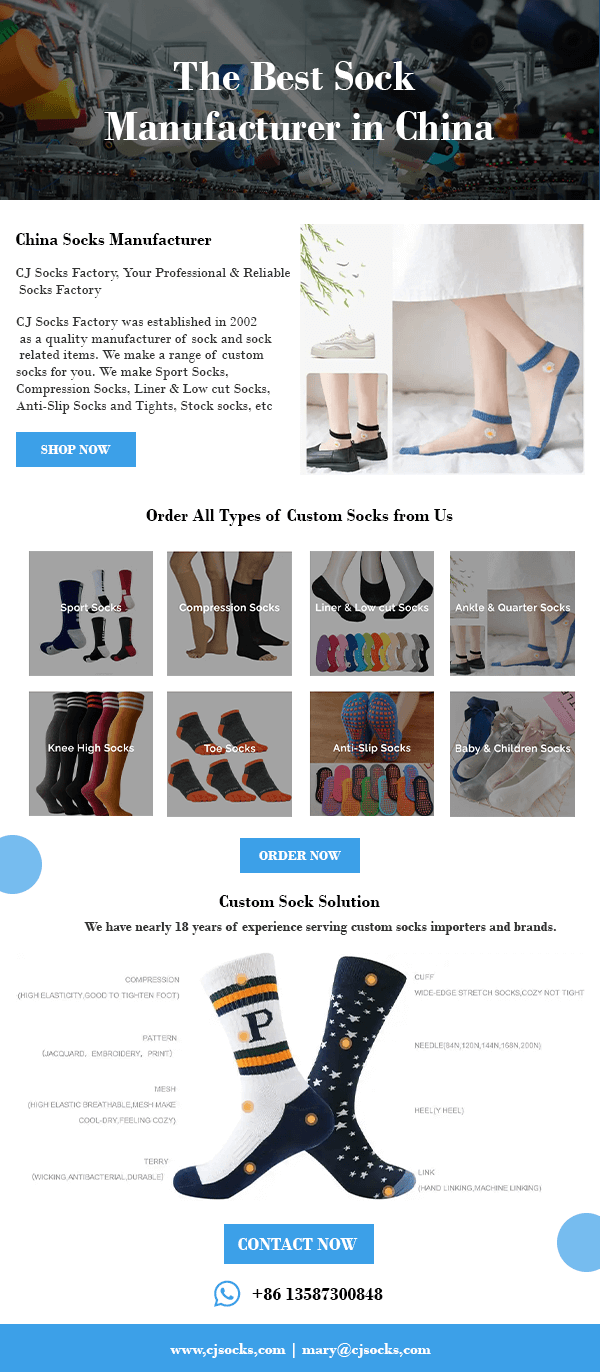 The Best Sock
Manufacturer in China
China Socks Manufacturer
CJ Socks Factory, Your Professional & Reliable
Socks Factory
CJ Socks Factory was established in 2002
as a quality manufacturer of sock and sock
related items. We make a range of custom
socks for you. We make Sport Socks,
Compression Socks, Liner & Low cut Socks,
Anti-Slip Socks and Tights, Stock socks, etc
SHOP NOW
Order All Types of Custom Socks from Us
Sport Socks
Compression Socks
Liner & Low cut Socks
Ankle & Quarter Socks
Knee High Socks
Toe Socks
Anti-Slip Socks
Baby & Children Socks
ORDER NOW
Custom Sock Solution
We have nearly 18 years of experience serving custom socks importers and brands.
COMPRESSION
(HIGH ELASTICITY,GOOD TO TIGHTEN FOOT)
PATTERN
(JACQUARD, EMBROIDERY, PRINT)
MESH
(HIGH ELASTIC BREATHABLE,MESH MAKE
COOL-DRY,FEELING COZY)
TERRY
(WICKING,ANTIBACTERIAL,DURABLE)
P
CUFF
WIDE-EDGE STRETCH SOCKS,COZY NOT TIGHT
NEEDLE(84N,120N,144N,168N,200N)
HEEL(Y HEEL)
LINK
(HAND LINKING,MACHINE LINKING)
CONTACT NOW
+86 13587300848
www,cjsocks,com | mary@cjsocks,com